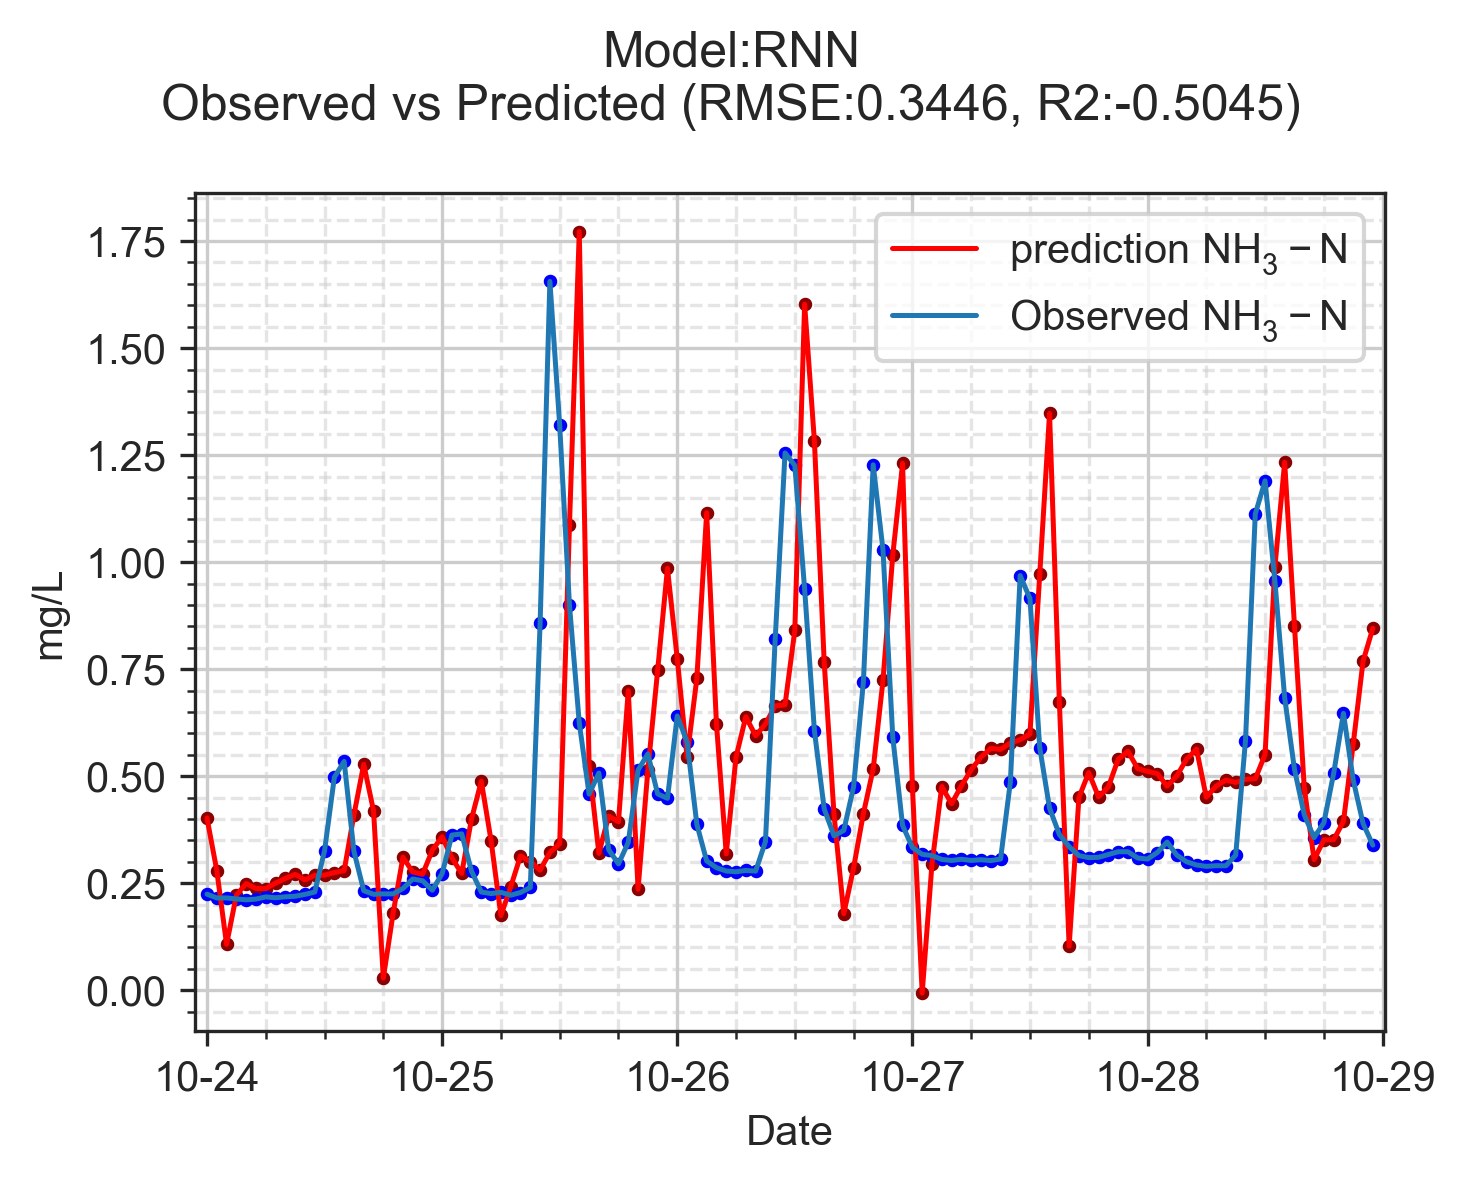 Model:RNN
Observed vs Predicted (RMSE:0.3446, R2:-0.5045)
prediction NH₃ − N
Observed NH₃ − N
1.75
1.50
1.25
1.00
0.75
0.50
0.25
0.00
mg/L
10-24 10-25 10-26 10-27 10-28 10-29
Date